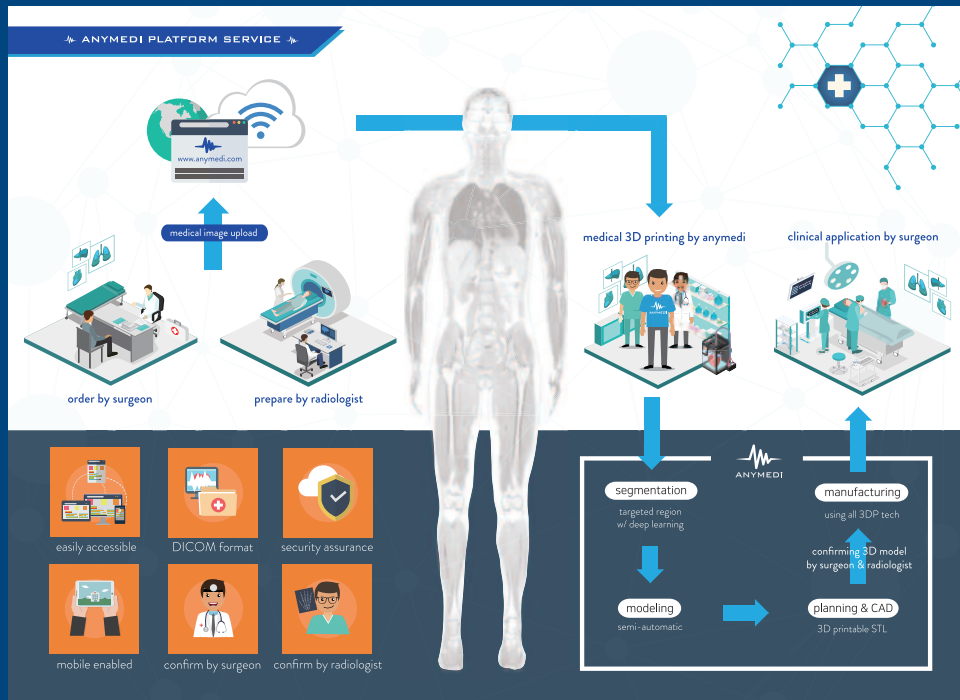 ANYMEDI PLATFORM SERVICE
www.anymedi.com
medical image upload
order by surgeon
prepare by radiologist
medical 3D printing by anymedi
clinical application by surgeon
ANYMEDI
easily accessible
DICOM format
security assurance
mobile enabled
confirm by surgeon
confirm by radiologist
ANYMEDI
segmentation
targeted region
w/ deep learning
modeling
semi-automatic
planning & CAD
3D printable STL
confirming 3D model
by surgeon & radiologist
manufacturing
using all 3DP tech